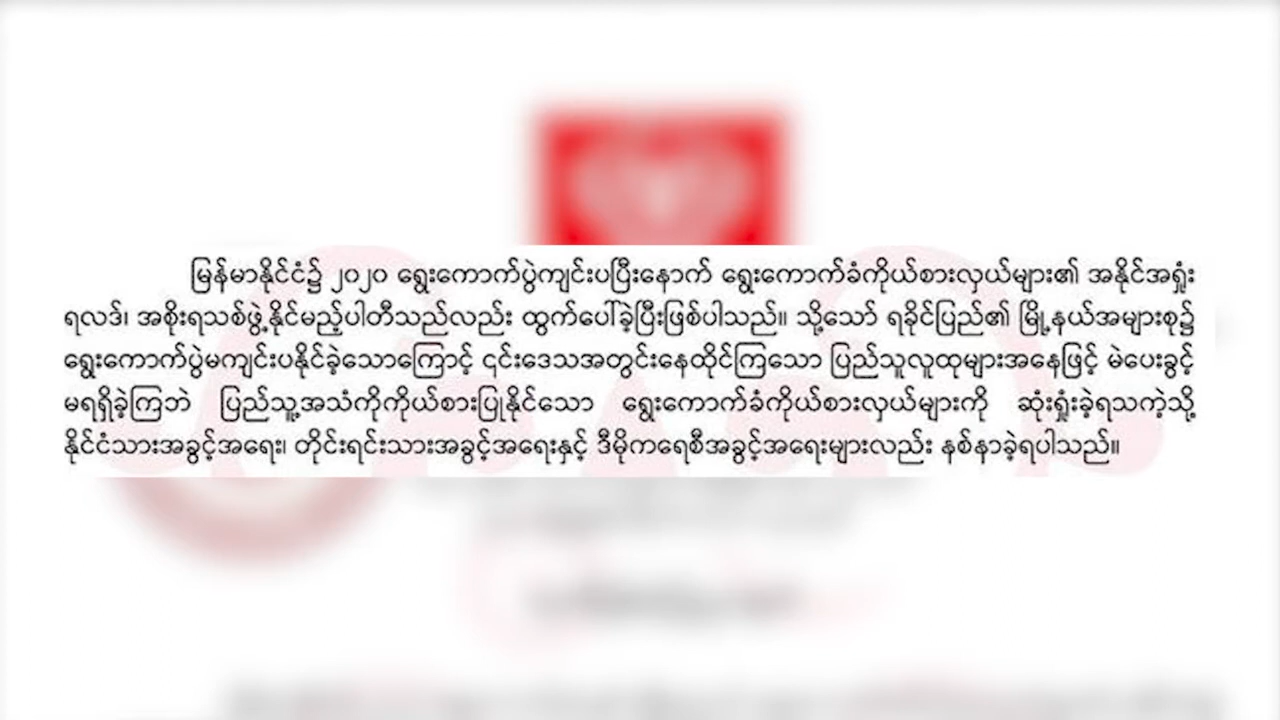 မြန်မာနိုင်ငံ၌ ၂၀၂၀ ရွေးကောက်ပွဲကျင်းပပြီးနောက် ရွေးကောက်ခံကိုယ်စားလှယ်များ၏ အနိုင်အရှုံး
ရလဒ်၊ အစိုးရသစ်ဖွဲ့နိုင်မည့်ပါတီသည်လည်း ထွက်ပေါ်ခဲ့ပြီးဖြစ်ပါသည်။ သို့သော် ရခိုင်ပြည်၏ မြို့နယ်အများစု၌
ရွေးကောက်ပွဲမကျင်းပနိုင်ခဲ့သောကြောင့် ၎င်းဒေသအတွင်းနေထိုင်ကြသော ပြည်သူလူထုများအနေဖြင့် မဲပေးခွင့်
မရရှိခဲ့ကြဘဲ ပြည်သူ့အသံကိုကိုယ်စားပြုနိုင်သော ရွေးကောက်ခံကိုယ်စားလှယ်များကို ဆုံးရှုံးခဲ့ရသကဲ့သို့
နိုင်ငံသားအခွင့်အရေး၊ တိုင်းရင်းသားအခွင့်အရေးနှင့် ဒီမိုကရေစီအခွင့်အရေးများလည်း နစ်နာခဲ့ရပါသည်။